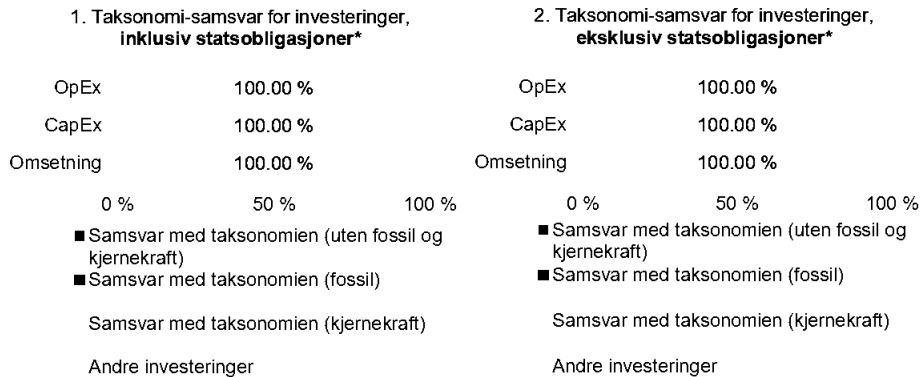 1. Taksonomi-samsvar for investeringer,
inklusiv statsobligasjoner*
OpEx 100.00 %
CapEx 100.00 %
Omsetning 100.00 %
0 % 50 % 100 %
Samsvar med taksonomien (uten fossil og
kjernekraft)
Samsvar med taksonomien (fossil)
Samsvar med taksonomien (kjernekraft)
Andre investeringer
2. Taksonomi-samsvar for investeringer,
eksklusiv statsobligasjoner*
OpEx 100.00 %
CapEx 100.00 %
Omsetning 100.00 %
0 % 50 % 100 %
Samsvar med taksonomien (uten fossil og
kjernekraft)
Samsvar med taksonomien (fossil)
Samsvar med taksonomien (kjernekraft)
Andre investeringer